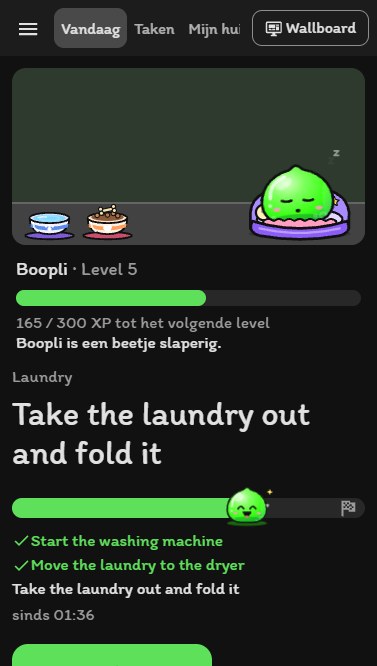 Vandaag Taken Mijn hui Wallboard
z
Boopli · Level 5
165 / 300 XP tot het volgende level
Boopli is een beetje slaperig.
Laundry
Take the laundry out
and fold it
Start the washing machine
Move the laundry to the dryer
Take the laundry out and fold it
sinds 01:36